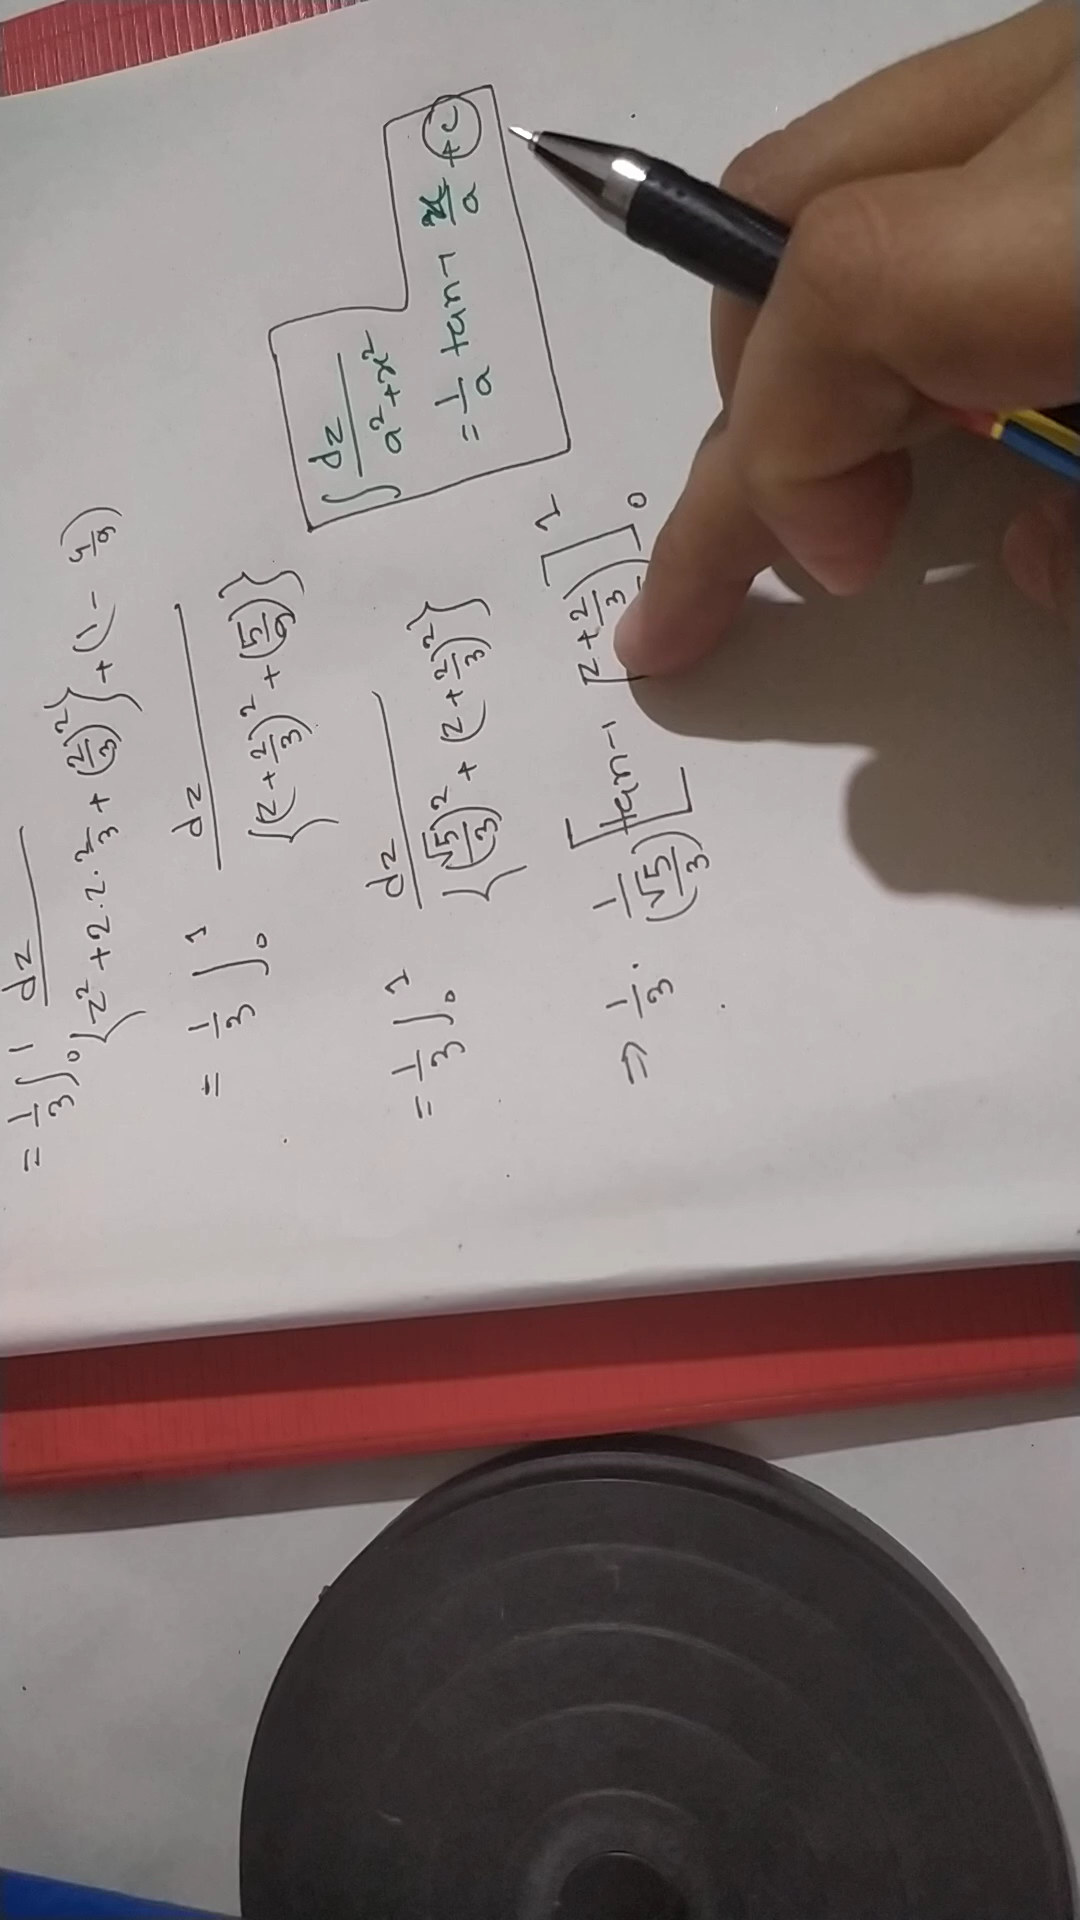 = 1/3 ∫₀¹ dz / {z² + 2.z.2/3 + (2/3)²} + (1 - 4/9)
= 1/3 ∫₀¹ dz / {(z + 2/3)² + (5/9)}
= 1/3 ∫₀¹ dz / {(√5/3)² + (z + 2/3)²}
⇒ 1/3 . 1/(√5/3) [tan-1 (z + 2/3)]₀¹
∫ dz / a² + x²
= 1/a tan-1 x/a + c